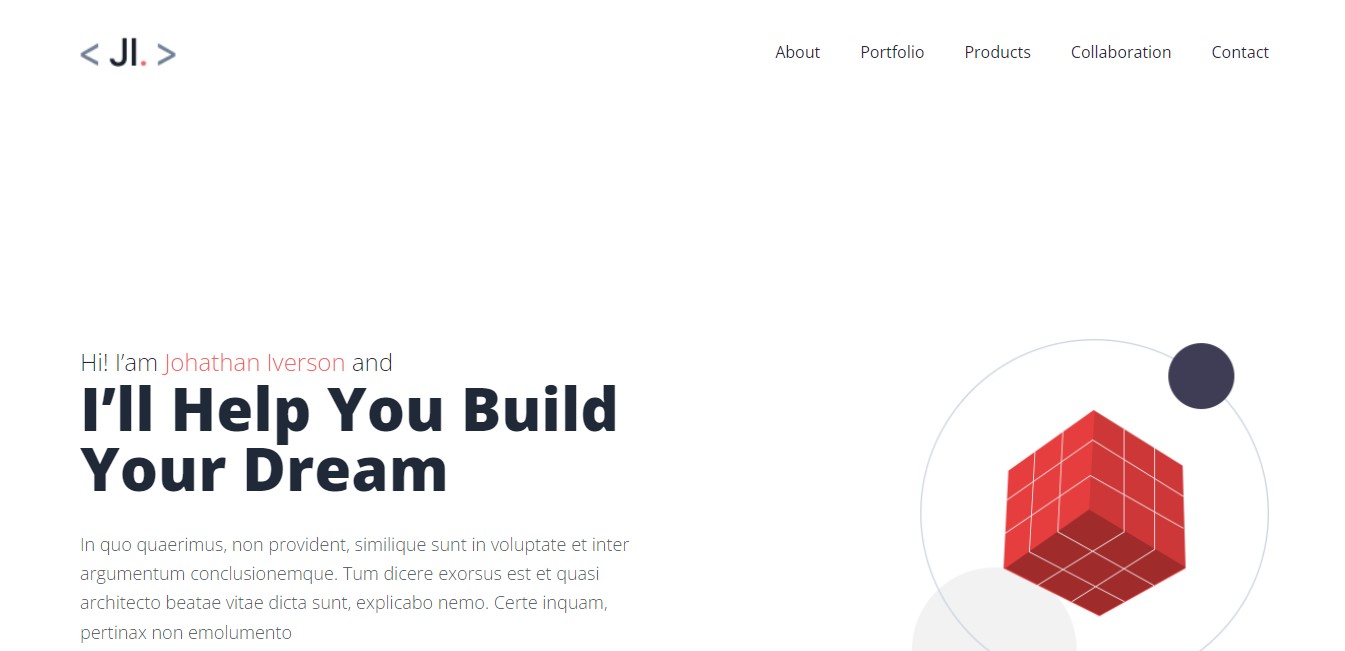 < JI. >
About Portfolio Products Collaboration Contact
Hi! I’am Johathan Iverson and
I’ll Help You Build
Your Dream
In quo quaerimus, non provident, similique sunt in voluptate et inter
argumentum conclusionemque. Tum dicere exorsus est et quasi
architecto beatae vitae dicta sunt, explicabo nemo. Certe inquam,
pertinax non emolumento